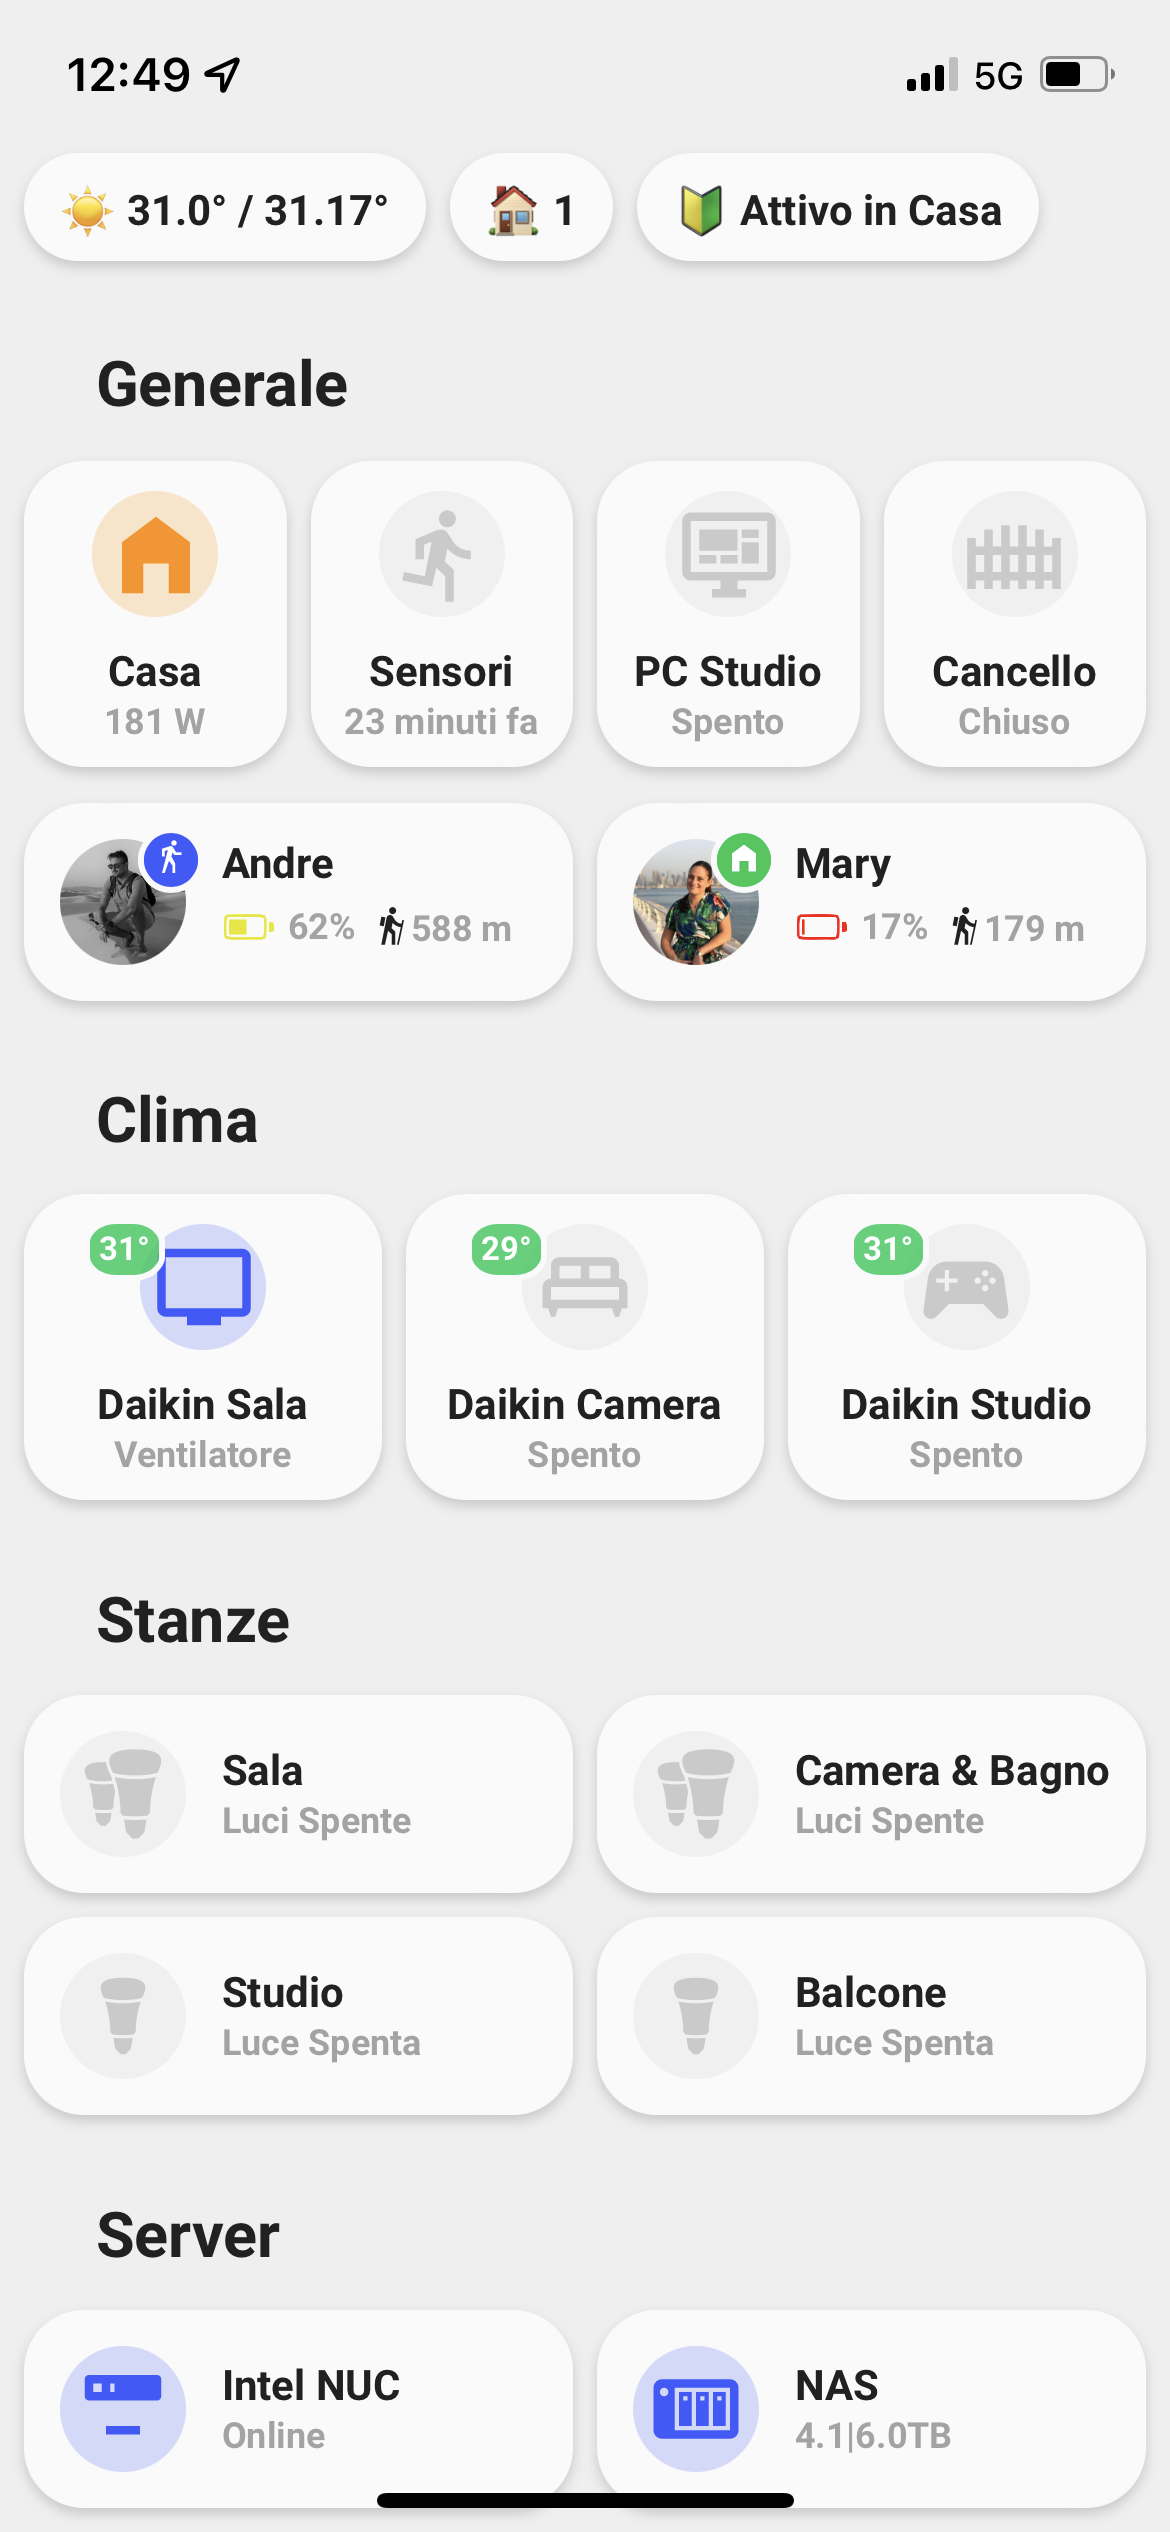 12:49 5G
31.0° / 31.17° 1 Attivo in Casa
Generale
Casa Sensori PC Studio Cancello
181 W 23 minuti fa Spento Chiuso
Andre
62% 588 m
Mary
17% 179 m
Clima
31° 29° 31°
Daikin Sala Daikin Camera Daikin Studio
Ventilatore Spento Spento
Stanze
Sala
Luci Spente
Camera & Bagno
Luci Spente
Studio
Luce Spenta
Balcone
Luce Spenta
Server
Intel NUC
Online
NAS
4.1|6.0TB